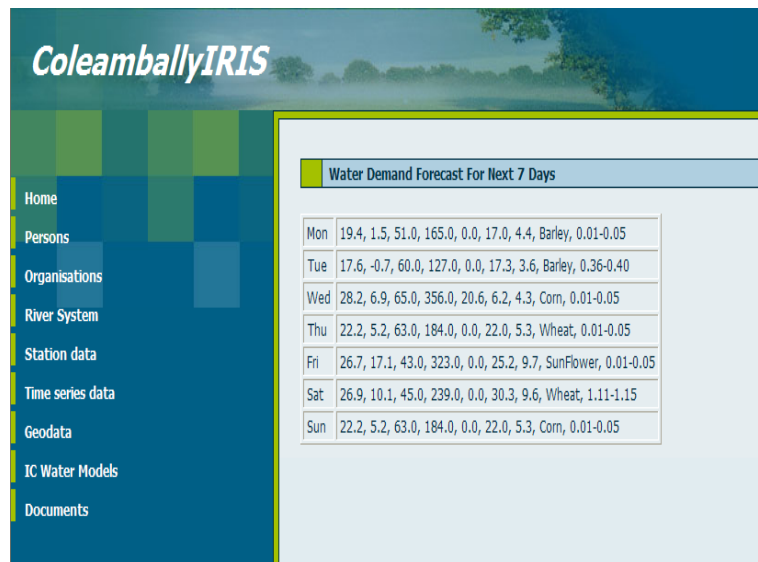 ColeamballyIRIS
Home
Persons
Organisations
River System
Station data
Time series data
Geodata
IC Water Models
Documents
Water Demand Forecast For Next 7 Days
Mon 19.4, 1.5, 51.0, 165.0, 0.0, 17.0, 4.4, Barley, 0.01-0.05
Tue 17.6, -0.7, 60.0, 127.0, 0.0, 17.3, 3.6, Barley, 0.36-0.40
Wed 28.2, 6.9, 65.0, 356.0, 20.6, 6.2, 4.3, Corn, 0.01-0.05
Thu 22.2, 5.2, 63.0, 184.0, 0.0, 22.0, 5.3, Wheat, 0.01-0.05
Fri 26.7, 17.1, 43.0, 323.0, 0.0, 25.2, 9.7, SunFlower, 0.01-0.05
Sat 26.9, 10.1, 45.0, 239.0, 0.0, 30.3, 9.6, Wheat, 1.11-1.15
Sun 22.2, 5.2, 63.0, 184.0, 0.0, 22.0, 5.3, Corn, 0.01-0.05